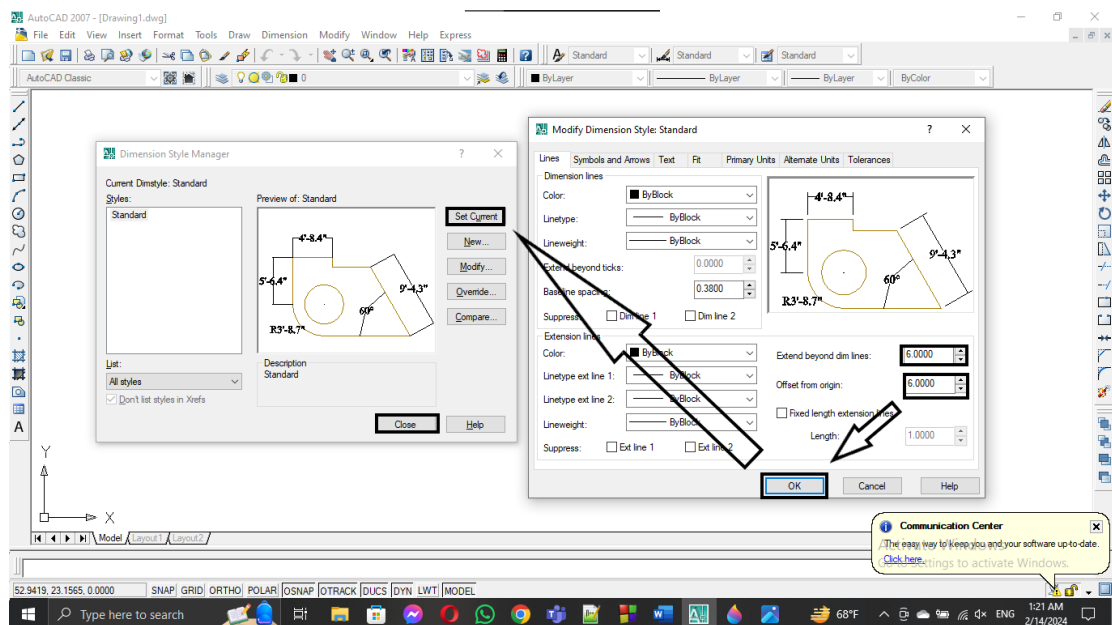 AutoCAD 2007 - [Drawing1.dwg]
File Edit View Insert Format Tools Draw Dimension Modify Window Help Express
Standard Standard Standard
AutoCAD Classic 0 ByLayer ByLayer ByLayer ByColor
Dimension Style Manager ?
Current Dimstyle: Standard
Styles:
Standard
Preview of: Standard
4'-8.4"
5'-6.4"
9'-4.3"
60°
R3'-8.7"
Set Current
New...
Modify...
Override...
Compare...
List:
All styles
Don't list styles in Xrefs
Description
Standard
Close Help
Modify Dimension Style: Standard ?
Lines Symbols and Arrows Text Fit Primary Units Alternate Units Tolerances
Dimension lines
Color: ByBlock
Linetype: ByBlock
Lineweight: ByBlock
Extend beyond ticks: 0.0000
Baseline spacing: 0.3800
Suppress: Dim line 1 Dim line 2
4'-8.4"
5'-6.4"
9'-4.3"
60°
R3'-8.7"
Extension lines
Color: ByBlock
Linetype ext line 1: ByBlock
Linetype ext line 2: ByBlock
Lineweight: ByBlock
Suppress: Ext line 1 Ext line 2
Extend beyond dim lines: 6.0000
Offset from origin: 6.0000
Fixed length extension lines
Length: 1.0000
OK Cancel Help
Y
X
Model Layout1 Layout2
Communication Center
The easy way to keep you and your software up-to-date.
Click here.
Activate Windows
Go to Settings to activate Windows.
52.9419, 23.1565, 0.0000 SNAP GRID ORTHO POLAR OSNAP OTRACK DUCS DYN LWT MODEL
Type here to search 68°F ENG 1:21 AM
2/14/2024